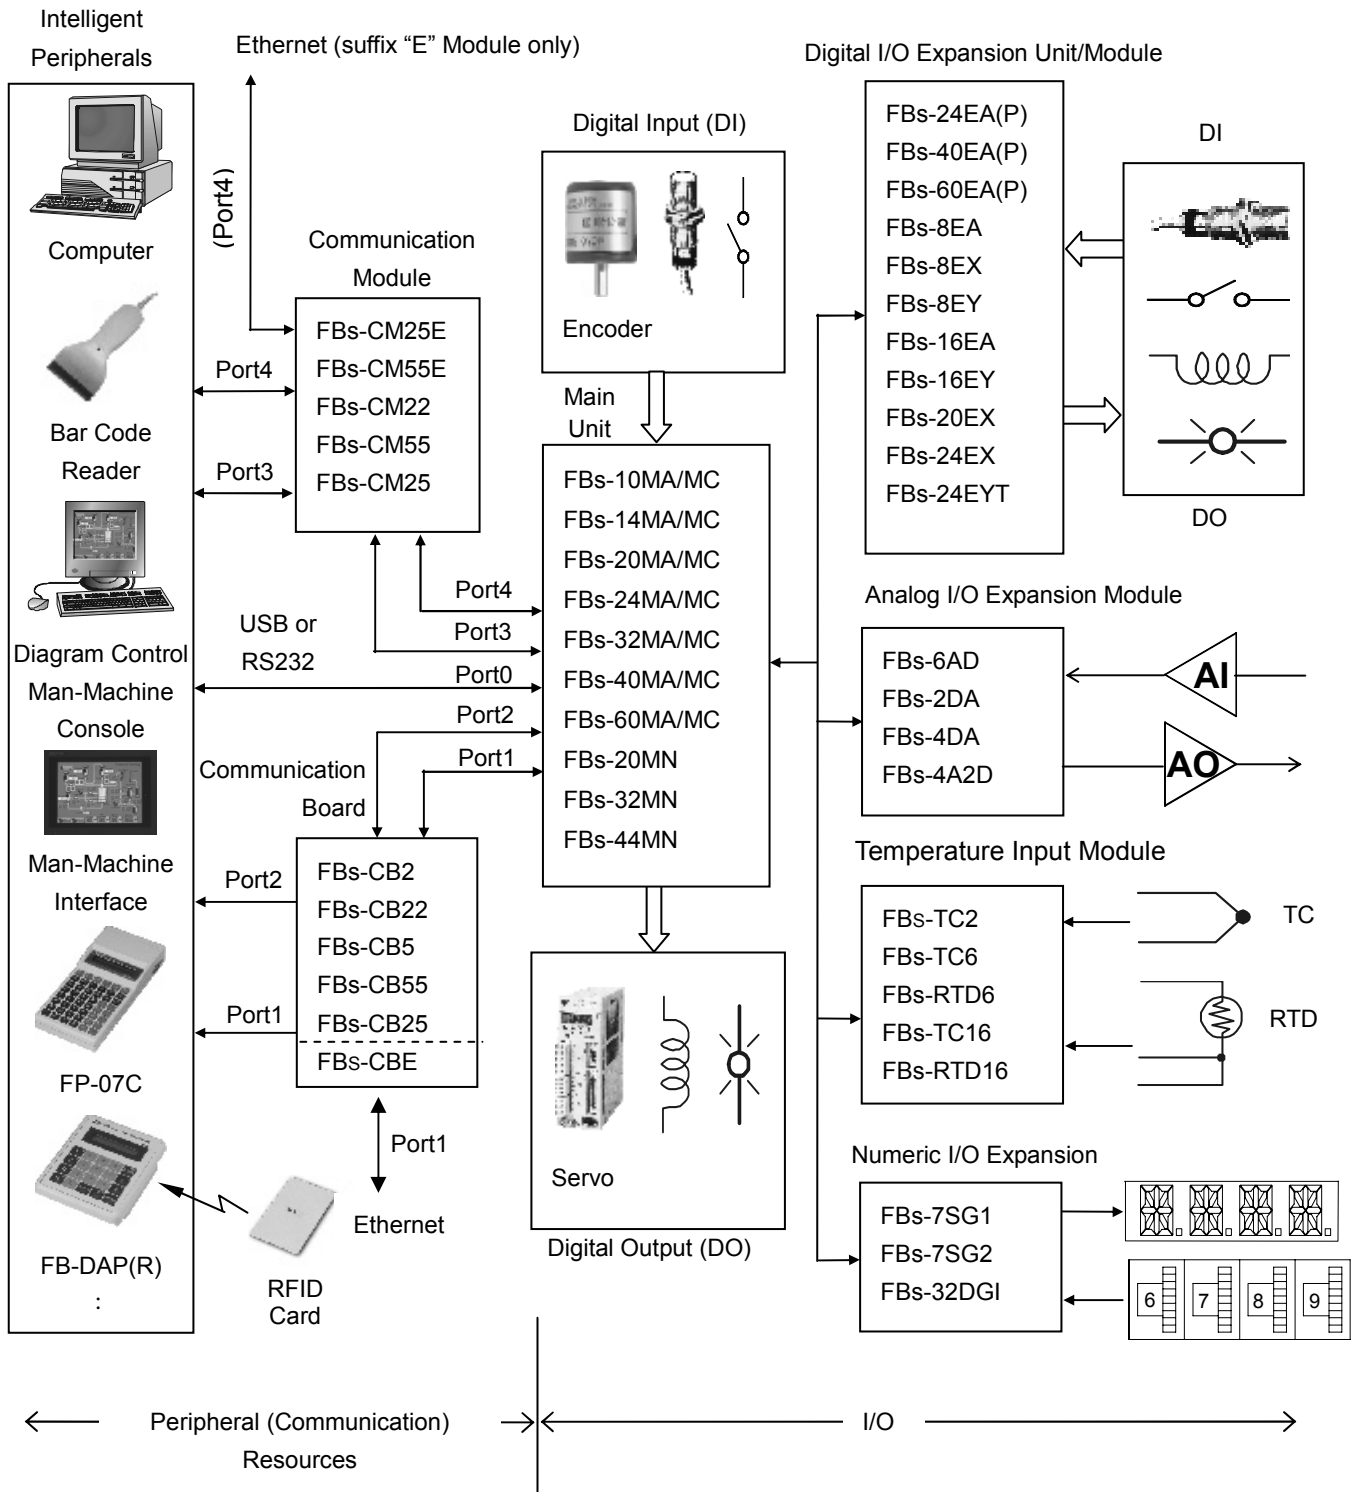 Intelligent
Peripherals
Computer
Bar Code
Reader
Diagram Control
Man-Machine
Console
Man-Machine
Interface
FP-07C
FB-DAP(R)
:
Ethernet (suffix “E” Module only)
(Port4)
Communication
Module
FBs-CM25E
FBs-CM55E
FBs-CM22
FBs-CM55
FBs-CM25
Port4
Port3
Port4
Port3
USB or
RS232
Port0
Port2
Port1
Communication
Board
FBs-CB2
FBs-CB22
FBs-CB5
FBs-CB55
FBs-CB25
FBs-CBE
Port2
Port1
Port1
Ethernet
RFID
Card
Digital Input (DI)
Encoder
Main
Unit
FBs-10MA/MC
FBs-14MA/MC
FBs-20MA/MC
FBs-24MA/MC
FBs-32MA/MC
FBs-40MA/MC
FBs-60MA/MC
FBs-20MN
FBs-32MN
FBs-44MN
Servo
Digital Output (DO)
Digital I/O Expansion Unit/Module
FBs-24EA(P)
FBs-40EA(P)
FBs-60EA(P)
FBs-8EA
FBs-8EX
FBs-8EY
FBs-16EA
FBs-16EY
FBs-20EX
FBs-24EX
FBs-24EYT
DI
DO
Analog I/O Expansion Module
FBs-6AD
FBs-2DA
FBs-4DA
FBs-4A2D
AI
AO
Temperature Input Module
FBs-TC2
FBs-TC6
FBs-RTD6
FBs-TC16
FBs-RTD16
TC
RTD
Numeric I/O Expansion
FBs-7SG1
FBs-7SG2
FBs-32DGI
6 7 8 9
Peripheral (Communication)
Resources
I/O